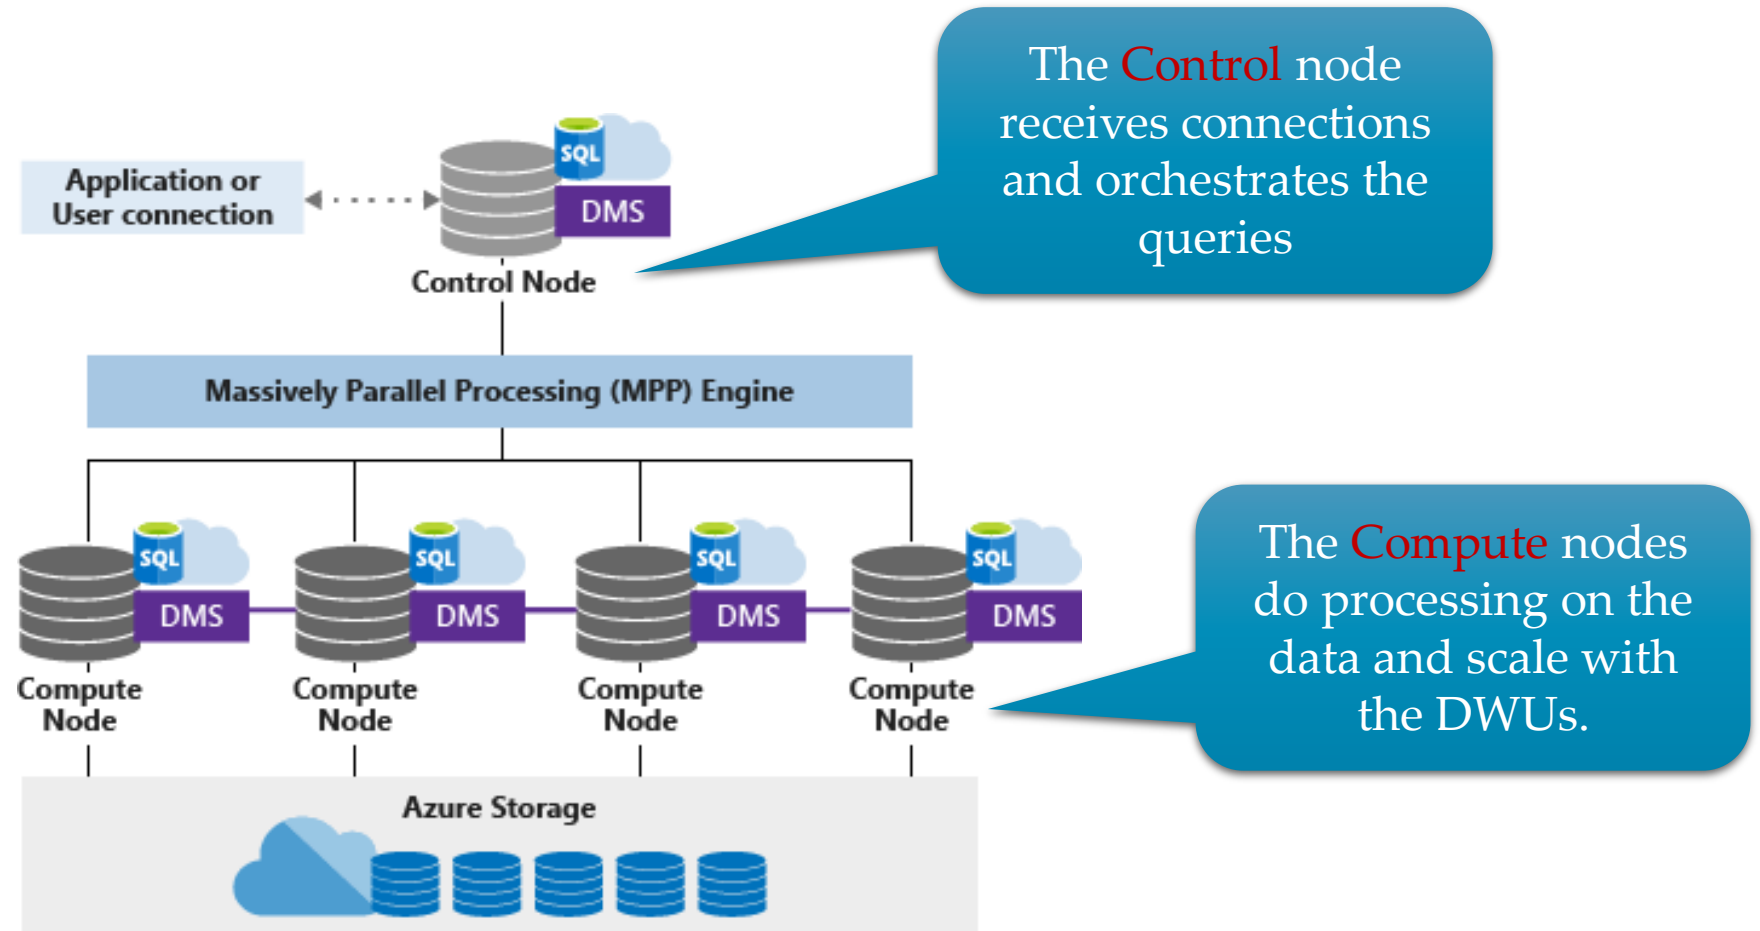 The Control node
receives connections
and orchestrates the
queries
SQL
Application or
User connection
DMS
Control Node
Massively Parallel Processing (MPP) Engine
SQL
SQL
SQL
SQL
DMS
DMS
DMS
DMS
Compute
Node
Compute
Node
Compute
Node
Compute
Node
The Compute nodes
do processing on the
data and scale with
the DWUs.
Azure Storage